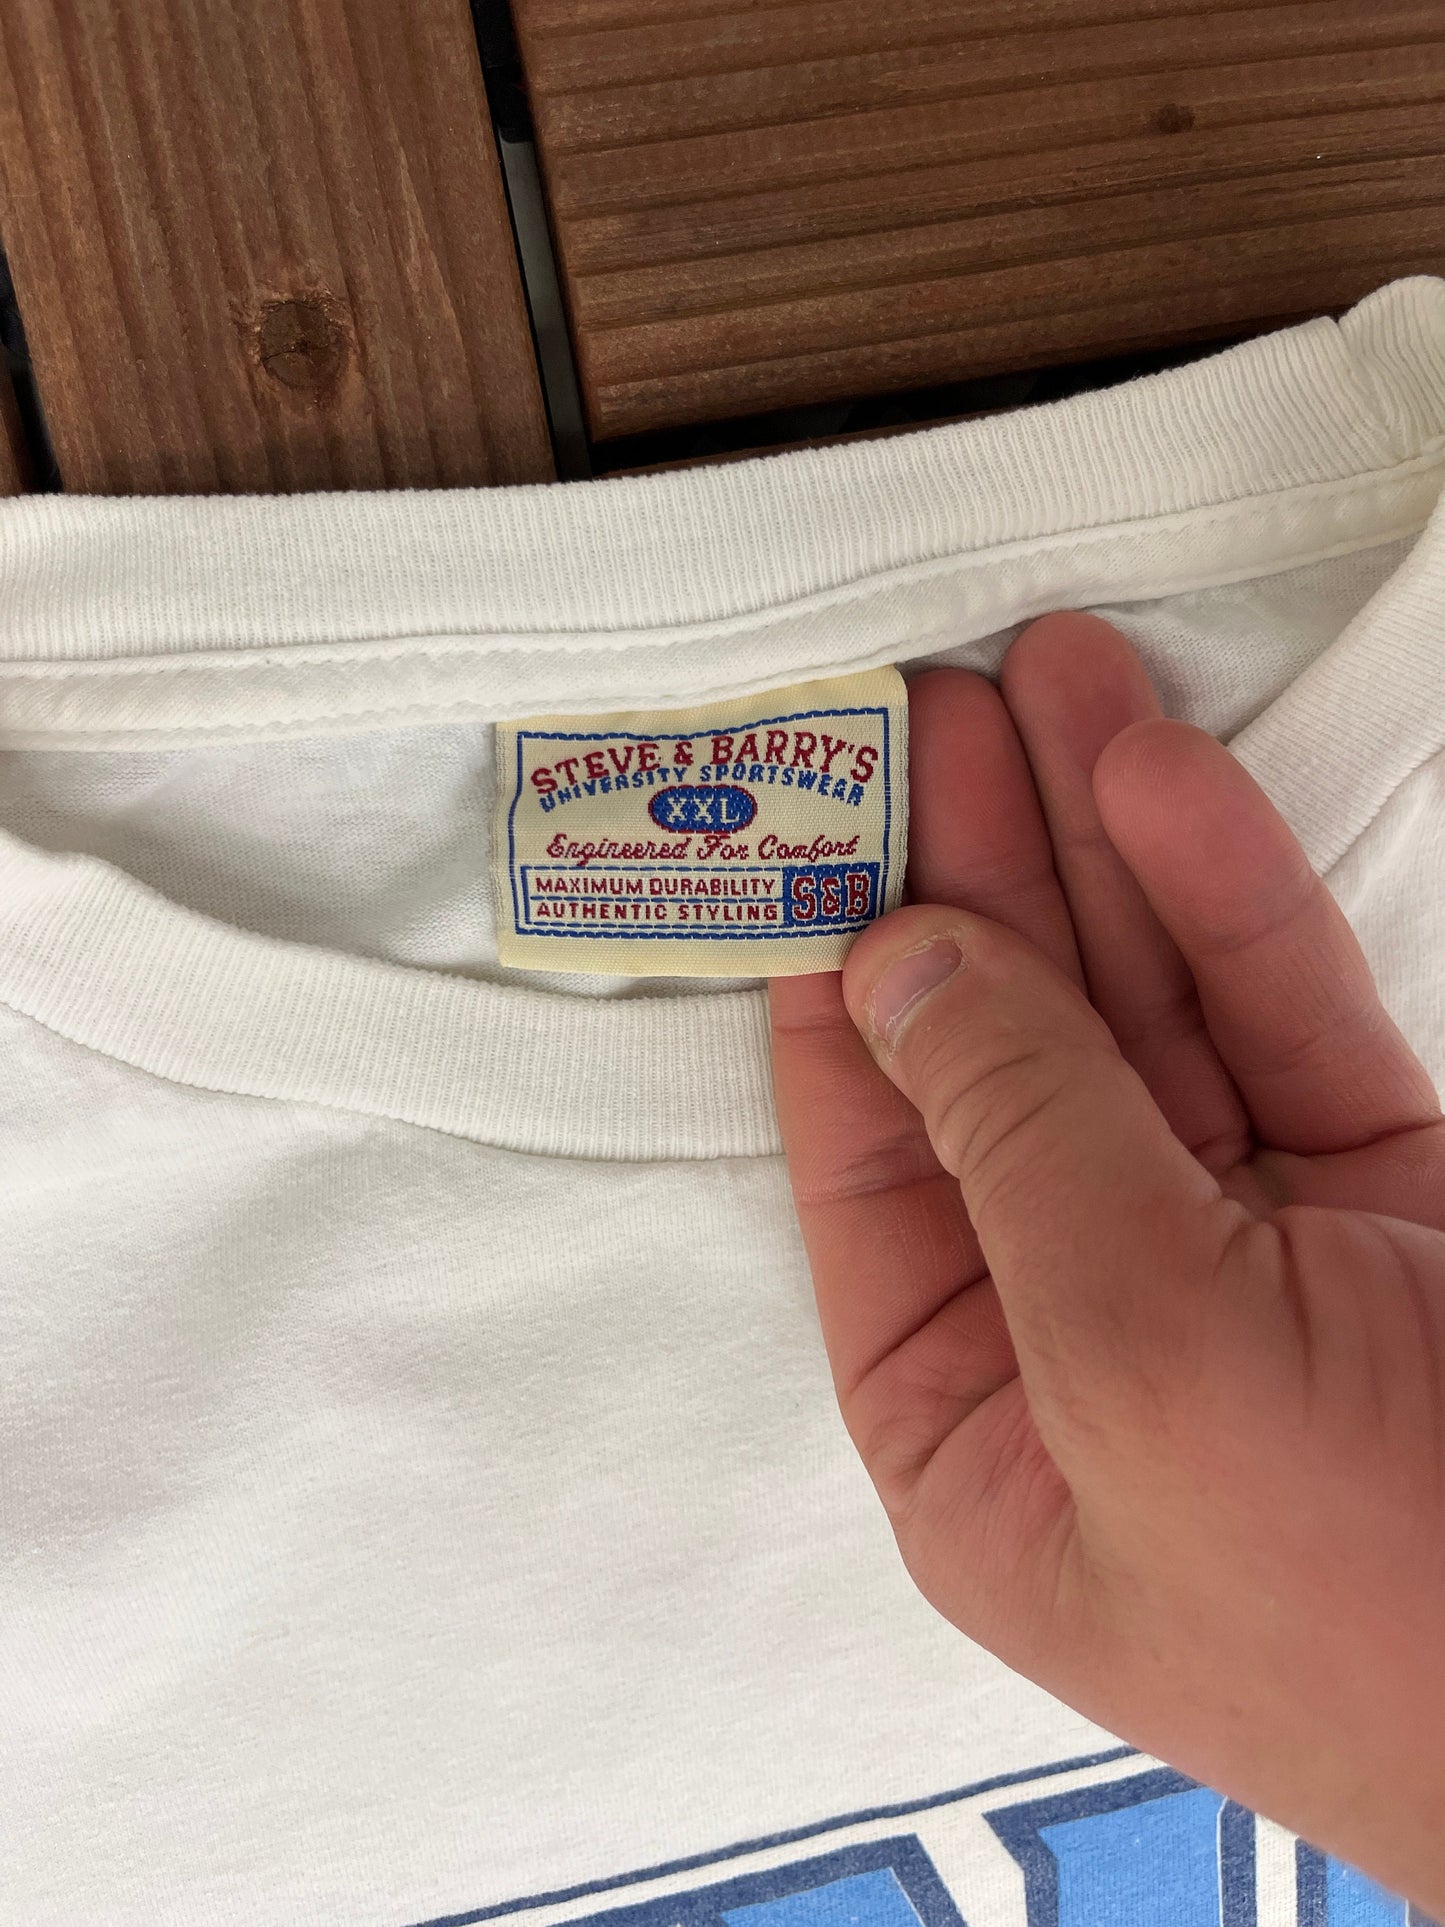 STEVE & BARRY'S
UNIVERSITY SPORTSWEAR
XXL
Engineered For Comfort
MAXIMUM DURABILITY
AUTHENTIC STYLING
S&B